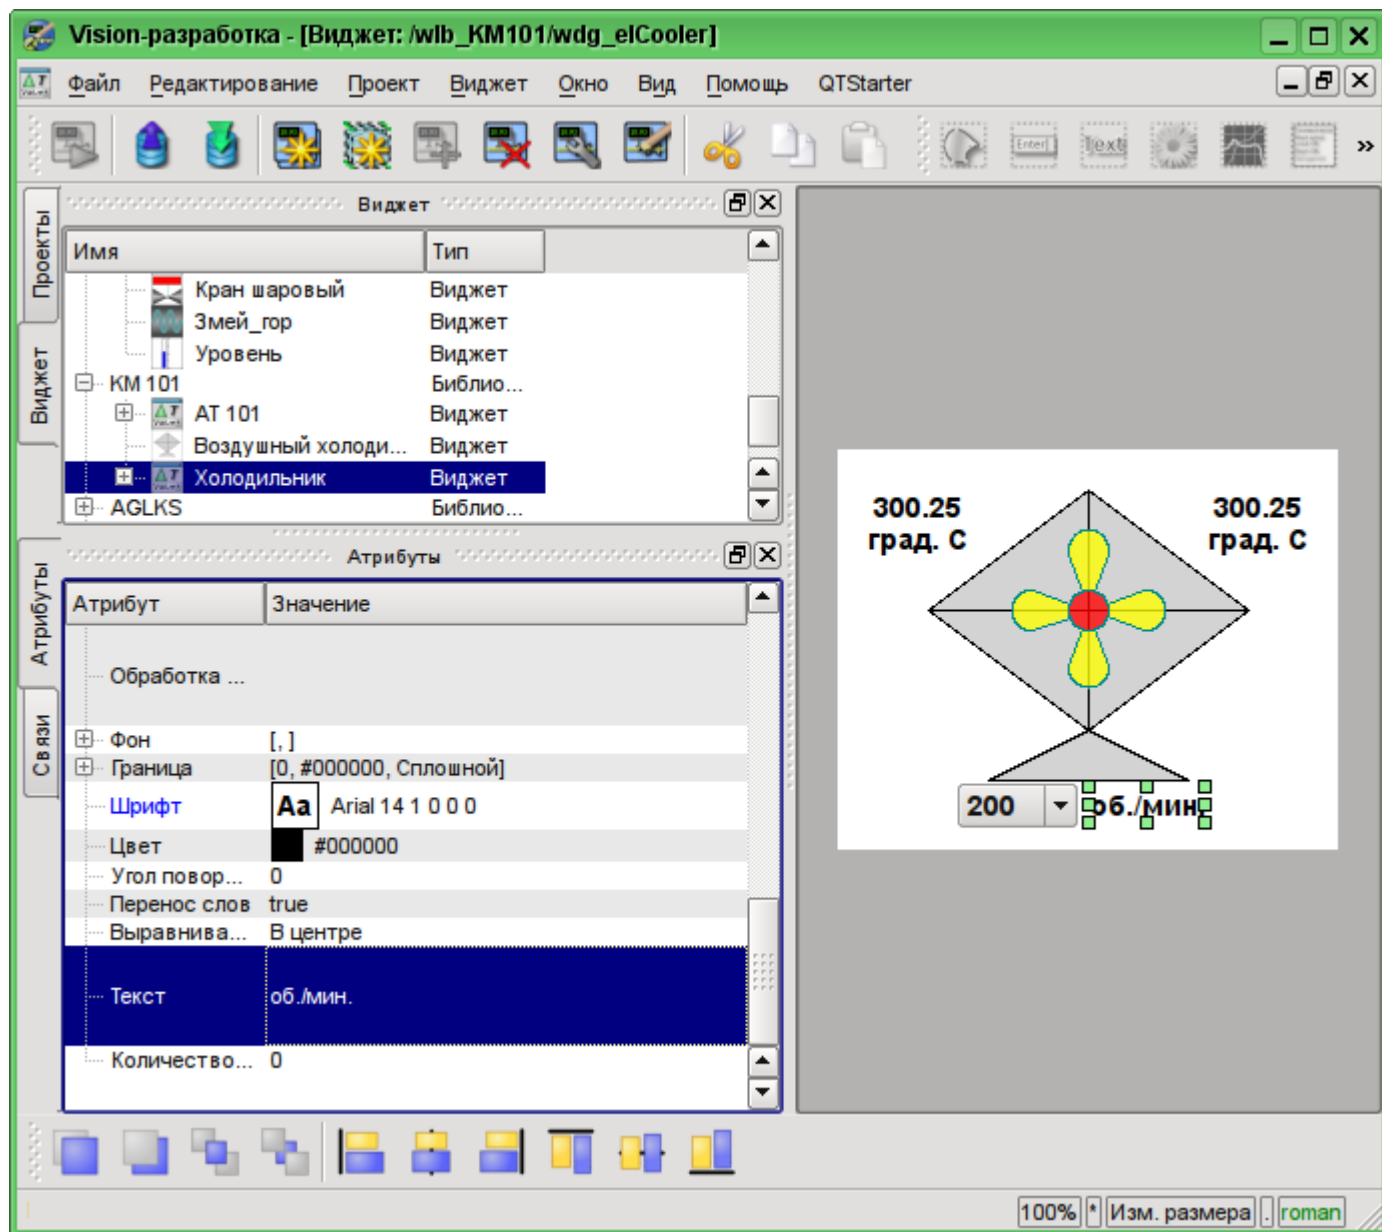 Vision-разработка - [Виджет: /wlb_KM101/wdg_elCooler]
Файл Редактирование Проект Виджет Окно Вид Помощь QTStarter
Enter Text »
Проекты
Виджет
Виджет
Имя Тип
Кран шаровый Виджет
Змей_гор Виджет
Уровень Виджет
КМ 101 Библио...
АТ 101 Виджет
Воздушный холоди... Виджет
Холодильник Виджет
AGLKS Библио...
Атрибуты
Связи
Атрибуты
Атрибут Значение
Обработка ...
Фон [, ]
Граница [0, #000000, Сплошной]
Шрифт Aa Arial 14 1 0 0 0
Цвет #000000
Угол повор... 0
Перенос слов true
Выравнива... В центре
Текст об./мин.
Количество... 0
300.25
град. С
300.25
град. С
200 об./мин.
100% * Изм. размера . roman